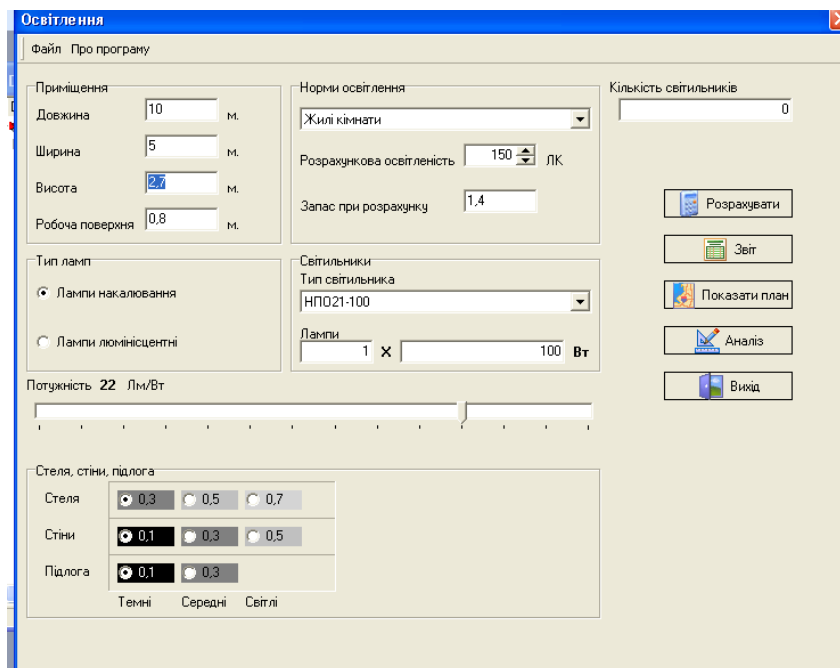 Освітлення
Файл Про програму
Приміщення
Довжина 10 м.
Ширина 5 м.
Висота 2,7 м.
Робоча поверхня 0,8 м.
Норми освітлення
Жилі кімнати
Розрахункова освітленість 150 ЛК
Запас при розрахунку 1,4
Кількість світильників
0
Розрахувати
Звіт
Показати план
Аналіз
Вихід
Тип ламп
Лампи накалювання
Лампи люмінісцентні
Світильники
Тип світильника
НПО21-100
Лампи
1 X 100 Вт
Потужність 22 Лм/Вт
Стеля, стіни, підлога
Стеля 0,3 0,5 0,7
Стіни 0,1 0,3 0,5
Підлога 0,1 0,3
Темні Середні Світлі